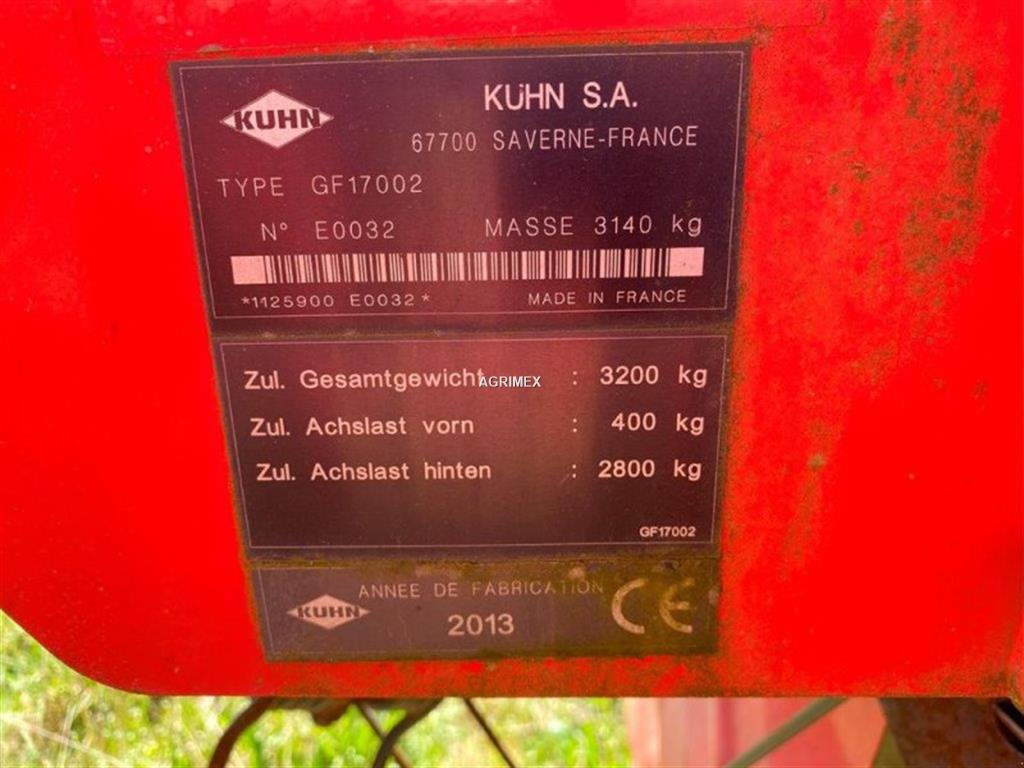 KUHN
KUHN S.A.
67700 SAVERNE-FRANCE
TYPE GF17002
N° E0032 MASSE 3140 kg
*1125900 E0032* MADE IN FRANCE
Zul. Gesamtgewicht : 3200 kg
AGRIMEX
Zul. Achslast vorn : 400 kg
Zul. Achslast hinten : 2800 kg
GF17002
ANNEE DE FABRICATION
KUHN 2013 CE